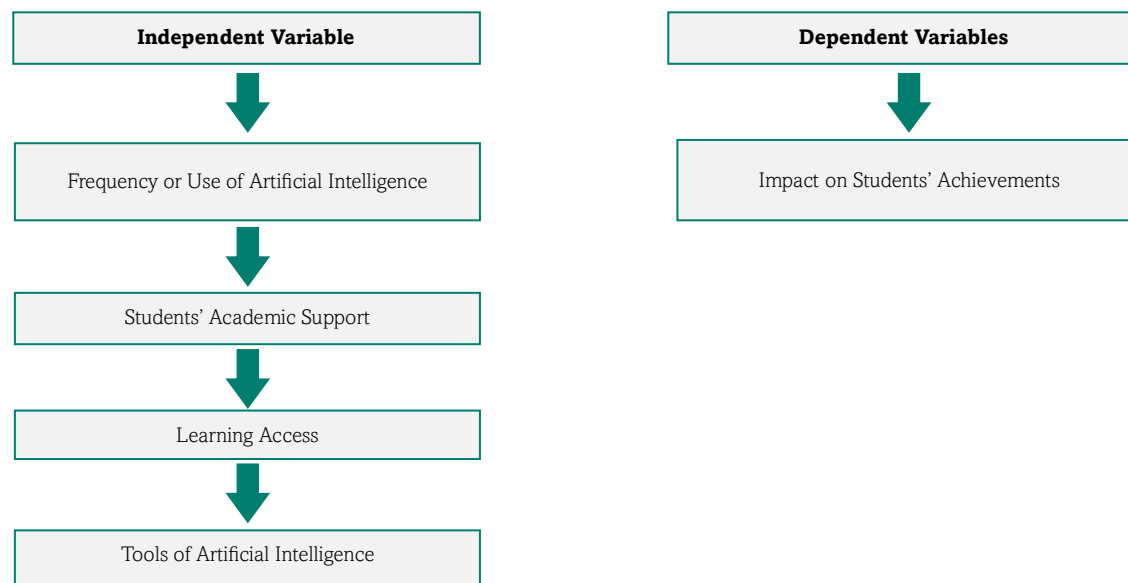 Independent Variable
Dependent Variables
Frequency or Use of Artificial Intelligence
Impact on Students’ Achievements
Students’ Academic Support
Learning Access
Tools of Artificial Intelligence